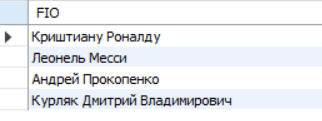 FIO
Криштиану Роналду
Леонель Месси
Андрей Прокопенко
Курляк Дмитрий Владимирович